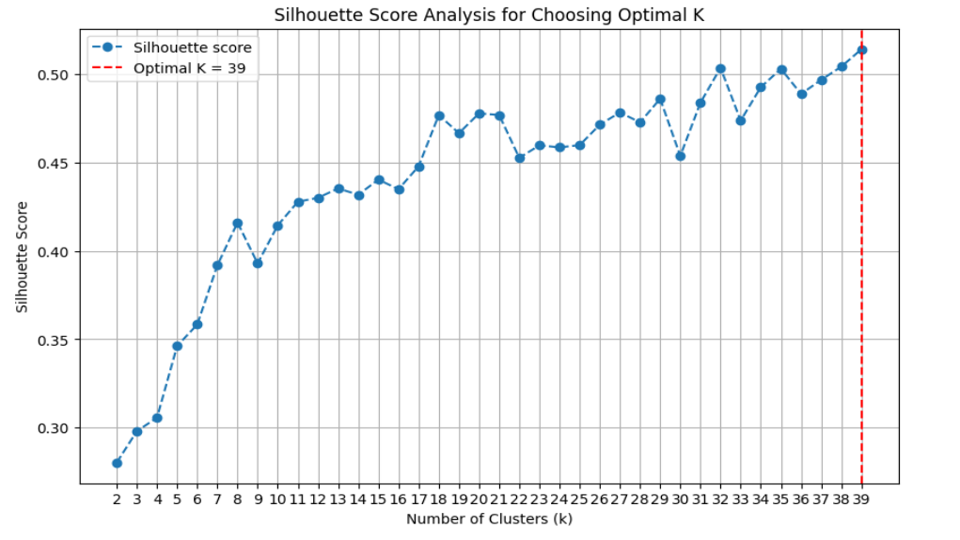 Silhouette Score Analysis for Choosing Optimal K
Silhouette score
Optimal K = 39
0.50
0.45
0.40
0.35
0.30
Silhouette Score
2 3 4 5 6 7 8 9 10 11 12 13 14 15 16 17 18 19 20 21 22 23 24 25 26 27 28 29 30 31 32 33 34 35 36 37 38 39
Number of Clusters (k)